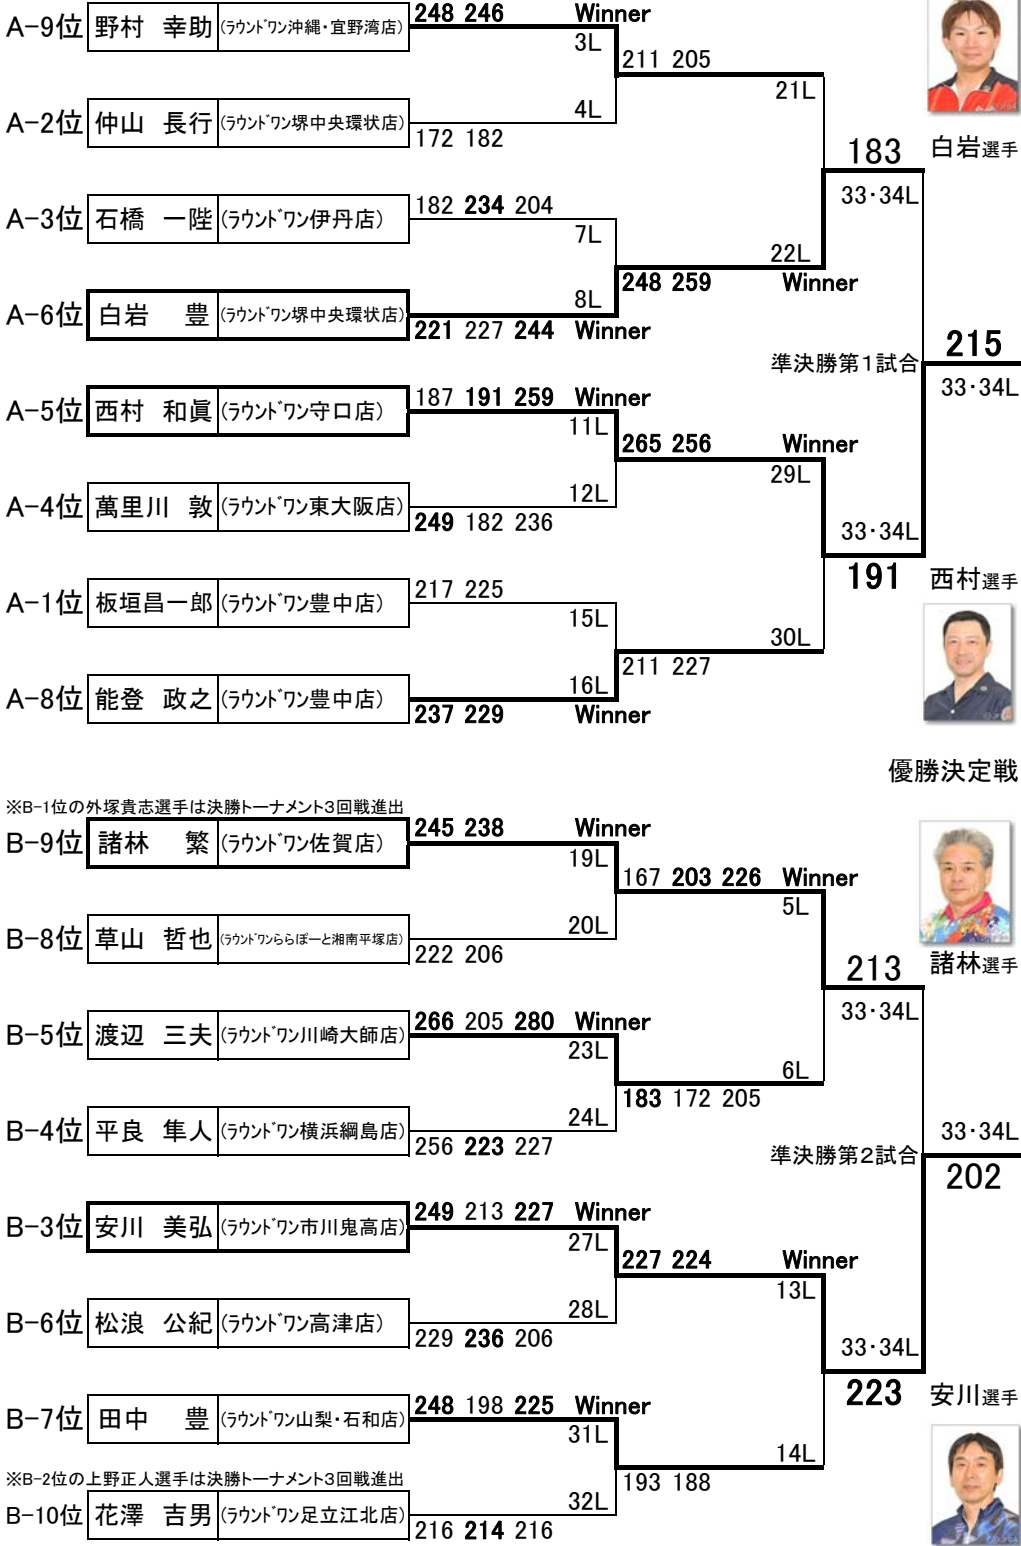 A-9位 野村 幸助 (ラウンドワン沖縄・宜野湾店) 248 246 Winner
3L
211 205
21L
A-2位 仲山 長行 (ラウンドワン堺中央環状店) 172 182
4L
183 白岩選手
33・34L
A-3位 石橋 一陛 (ラウンドワン伊丹店) 182 234 204
7L
22L
248 259 Winner
A-6位 白岩 豊 (ラウンドワン堺中央環状店) 221 227 244 Winner
8L
準決勝第1試合 215
33・34L
A-5位 西村 和眞 (ラウンドワン守口店) 187 191 259 Winner
11L
265 256 Winner
29L
A-4位 萬里川 敦 (ラウンドワン東大阪店) 249 182 236
12L
33・34L
191 西村選手
A-1位 板垣昌一郎 (ラウンドワン豊中店) 217 225
15L
30L
211 227
A-8位 能登 政之 (ラウンドワン豊中店) 237 229 Winner
16L
優勝決定戦
※B-1位の外塚貴志選手は決勝トーナメント3回戦進出
B-9位 諸林 繁 (ラウンドワン佐賀店) 245 238 Winner
19L
167 203 226 Winner
5L
B-8位 草山 哲也 (ラウンドワンららぽーと湘南平塚店) 222 206
20L
213 諸林選手
33・34L
B-5位 渡辺 三夫 (ラウンドワン川崎大師店) 266 205 280 Winner
23L
6L
183 172 205
B-4位 平良 隼人 (ラウンドワン横浜綱島店) 256 223 227
24L
33・34L
準決勝第2試合 202
B-3位 安川 美弘 (ラウンドワン市川鬼高店) 249 213 227 Winner
27L
227 224 Winner
13L
B-6位 松浪 公紀 (ラウンドワン高津店) 229 236 206
28L
33・34L
223 安川選手
B-7位 田中 豊 (ラウンドワン山梨・石和店) 248 198 225 Winner
31L
14L
193 188
※B-2位の上野正人選手は決勝トーナメント3回戦進出
B-10位 花澤 吉男 (ラウンドワン足立江北店) 216 214 216
32L